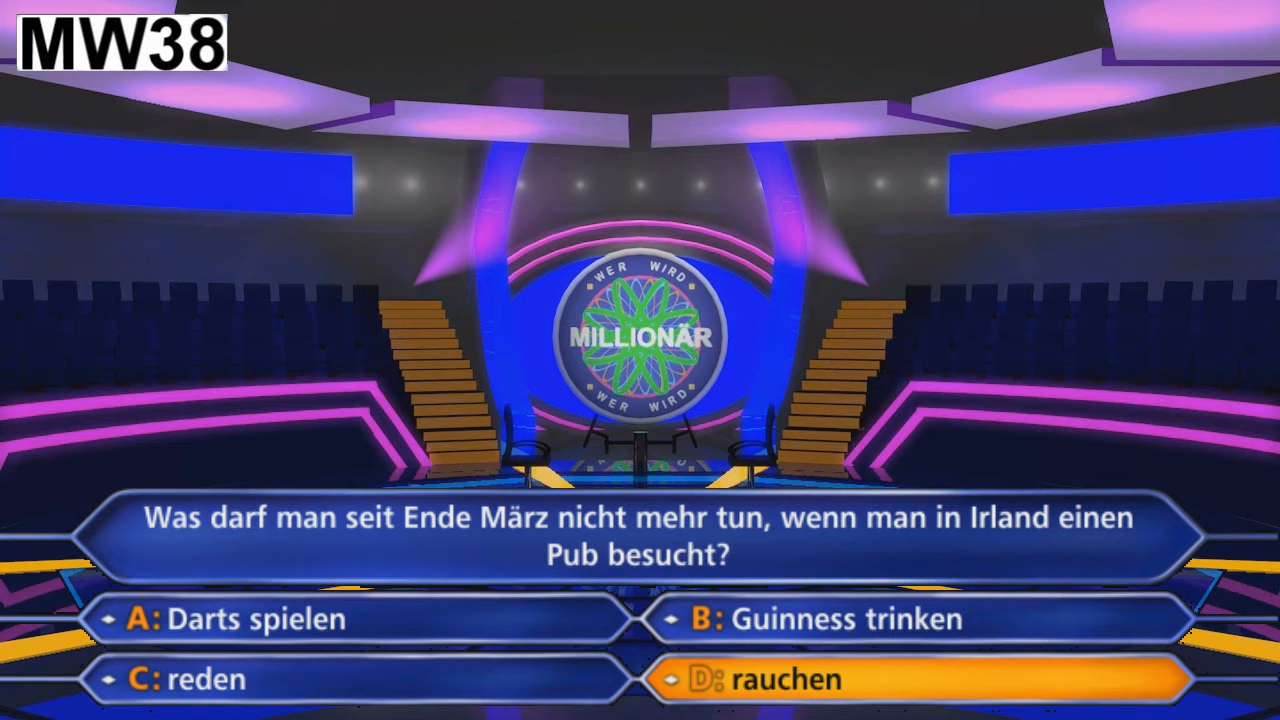 MW38
WER WIRD
MILLIONÄR
WER WIRD
Was darf man seit Ende März nicht mehr tun, wenn man in Irland einen
Pub besucht?
A: Darts spielen
B: Guinness trinken
C: reden
D: rauchen